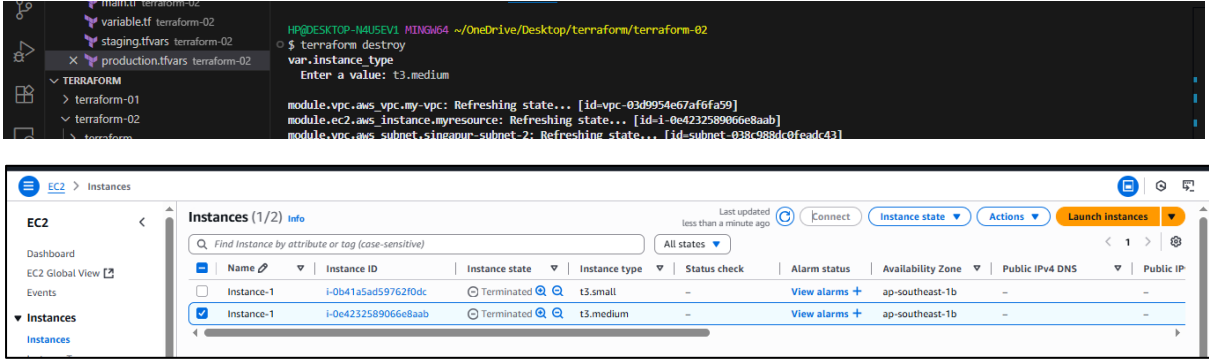 main.tf terraform-02
variable.tf terraform-02
staging.tfvars terraform-02
production.tfvars terraform-02
TERRAFORM
terraform-01
terraform-02
terraform
HP@DESKTOP-N4U5EV1 MINGW64 ~/OneDrive/Desktop/terraform/terraform-02
$ terraform destroy
var.instance_type
Enter a value: t3.medium
module.vpc.aws_vpc.my-vpc: Refreshing state... [id=vpc-03d9954e67af6fa59]
module.ec2.aws_instance.myresource: Refreshing state... [id=i-0e4232589066e8aab]
module.vpc.aws_subnet.singapur-subnet-2: Refreshing state... [id=subnet-038c988dc0feadc43]
EC2 > Instances
EC2
Dashboard
EC2 Global View
Events
Instances
Instances
Instances (1/2) Info
Last updated
less than a minute ago
Connect
Instance state
Actions
Launch instances
Find Instance by attribute or tag (case-sensitive)
All states
1
Name Instance ID Instance state Instance type Status check Alarm status Availability Zone Public IPv4 DNS Public IP
Instance-1 i-0b41a5ad59762f0dc Terminated t3.small – View alarms + ap-southeast-1b – –
Instance-1 i-0e4232589066e8aab Terminated t3.medium – View alarms + ap-southeast-1b – –